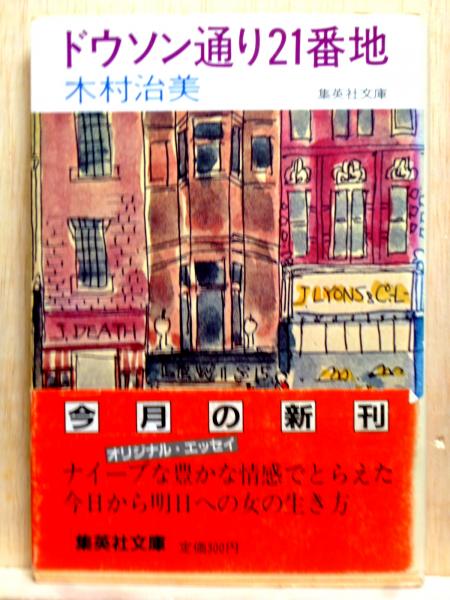 ドウソン通り21番地
木村治美
集英社文庫
J. DEATH
J LYONS & Co. L
LEWIS
今月の新刊
オリジナル・エッセイ
ナイーブな豊かな情感でとらえた
今日から明日への女の生き方
集英社文庫 定価300円